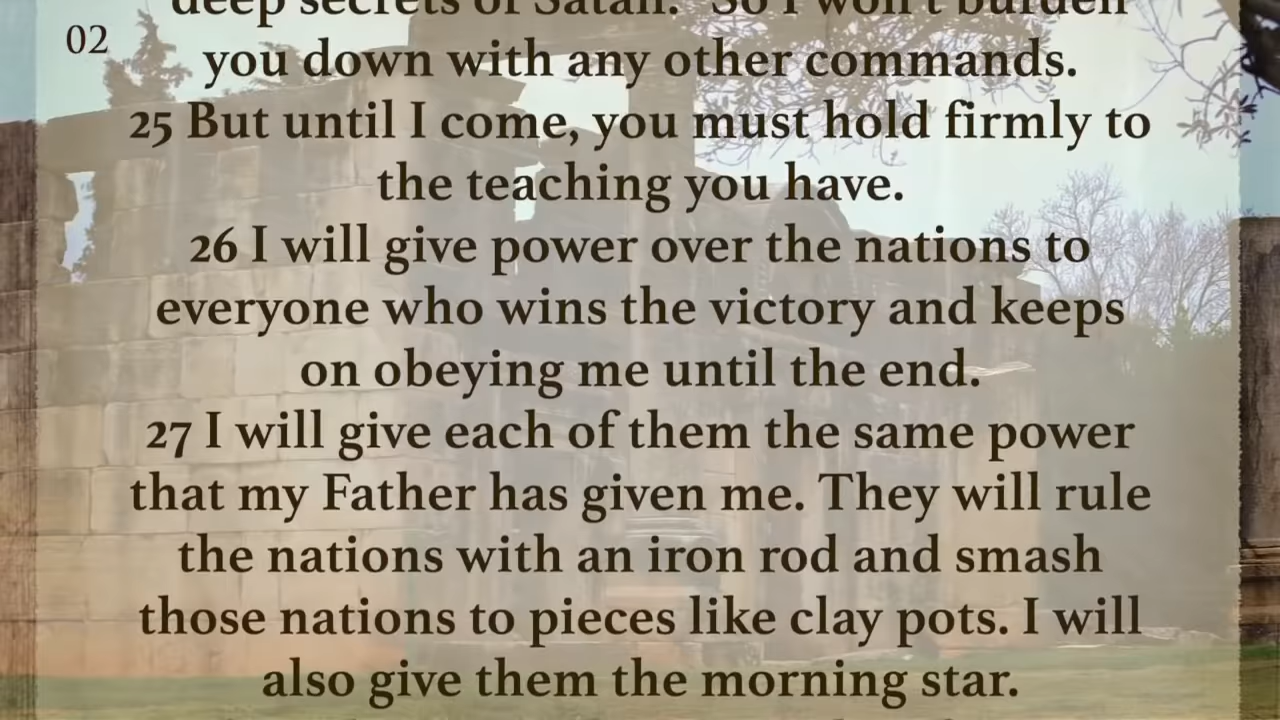 deep secrets of Satan." So I won't burden
02
you down with any other commands.
25 But until I come, you must hold firmly to
the teaching you have.
26 I will give power over the nations to
everyone who wins the victory and keeps
on obeying me until the end.
27 I will give each of them the same power
that my Father has given me. They will rule
the nations with an iron rod and smash
those nations to pieces like clay pots. I will
also give them the morning star.